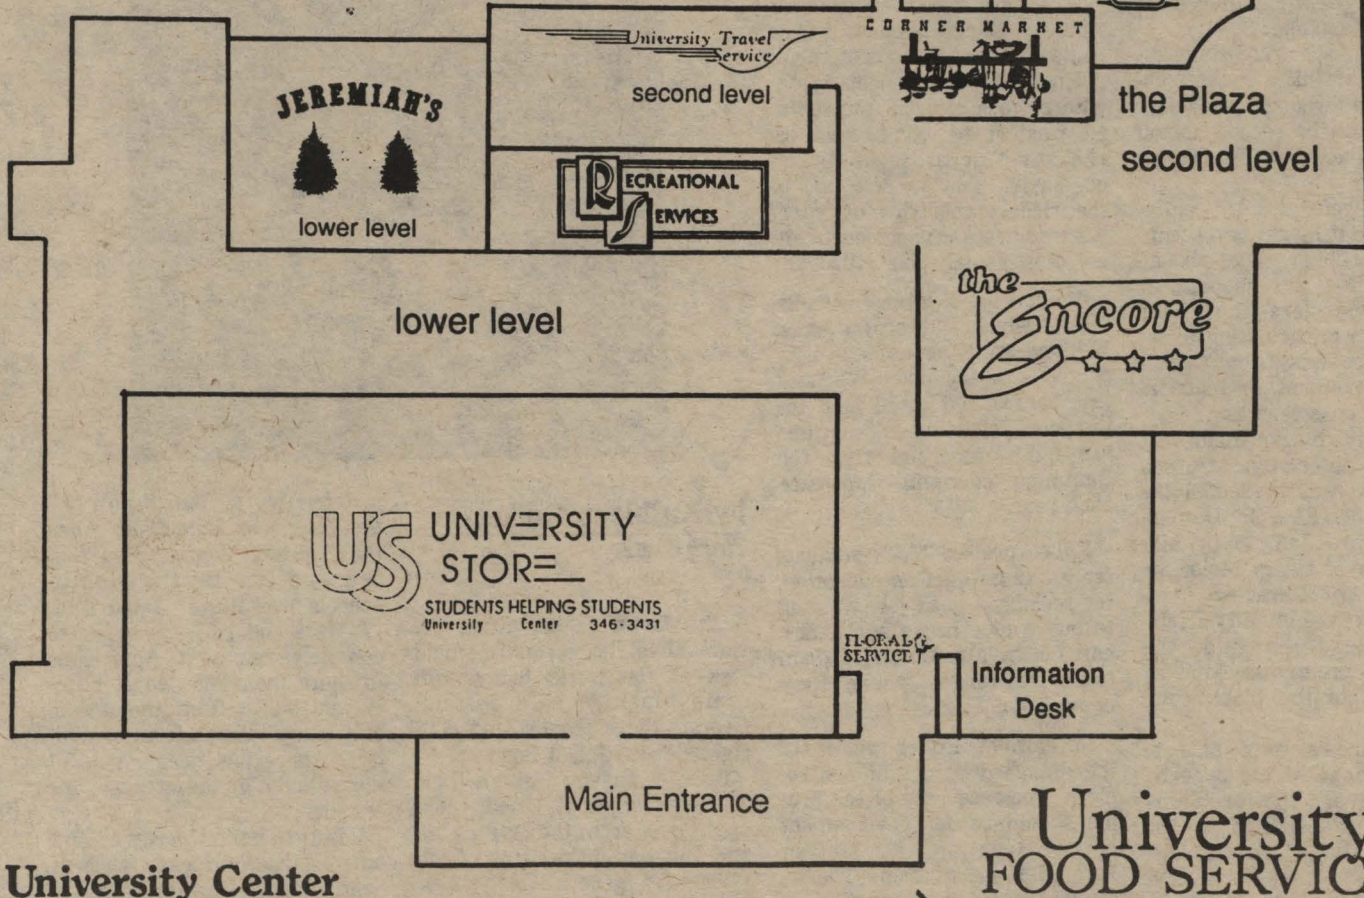 University Travel
Service
second level
CORNER MARKET
JEREMIAH'S
lower level
RECREATIONAL
SERVICES
the Plaza
second level
the
Encore
lower level
US UNIVERSITY
STORE
STUDENTS HELPING STUDENTS
University Center 346-3431
FLORAL
SERVICE
Information
Desk
Main Entrance
University
FOOD SERVIC
University Center